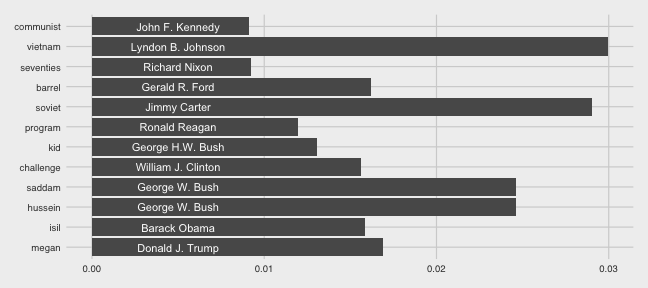 communist John F. Kennedy
vietnam Lyndon B. Johnson
seventies Richard Nixon
barrel Gerald R. Ford
soviet Jimmy Carter
program Ronald Reagan
kid George H.W. Bush
challenge William J. Clinton
saddam George W. Bush
hussein George W. Bush
isil Barack Obama
megan Donald J. Trump
0.00 0.01 0.02 0.03